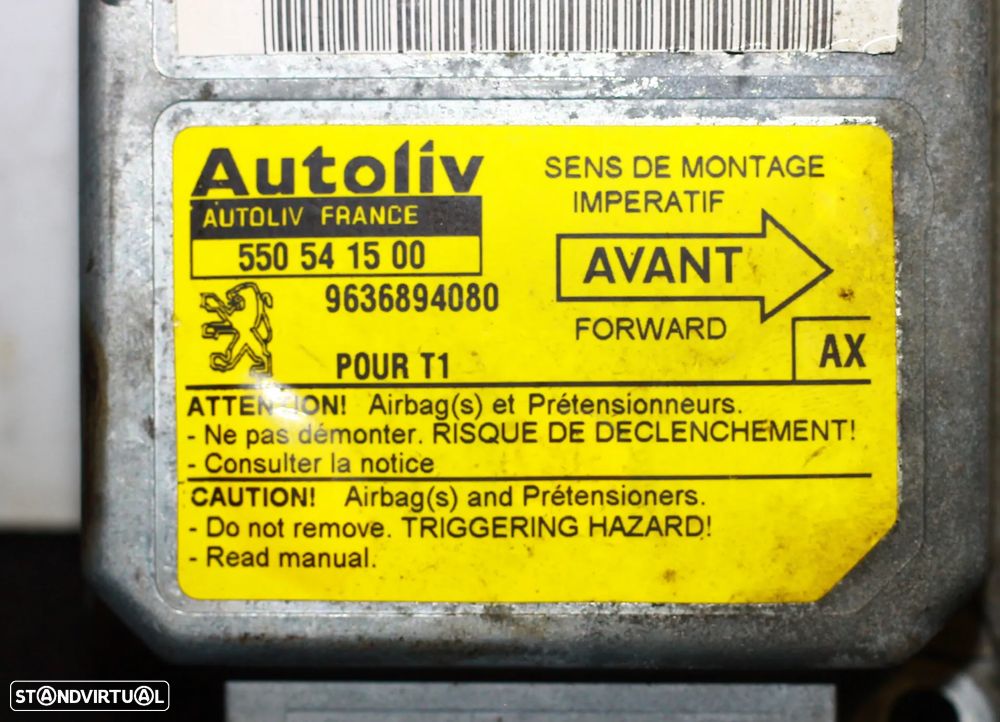 Autoliv
AUTOLIV FRANCE
550 54 15 00
9636894080
POUR T1
SENS DE MONTAGE
IMPERATIF
AVANT
FORWARD
AX
ATTENTION! Airbag(s) et Prétensionneurs.
- Ne pas démonter. RISQUE DE DECLENCHEMENT!
- Consulter la notice
CAUTION! Airbag(s) and Prétensioners.
- Do not remove. TRIGGERING HAZARD!
- Read manual.
STANDVIRTUAL